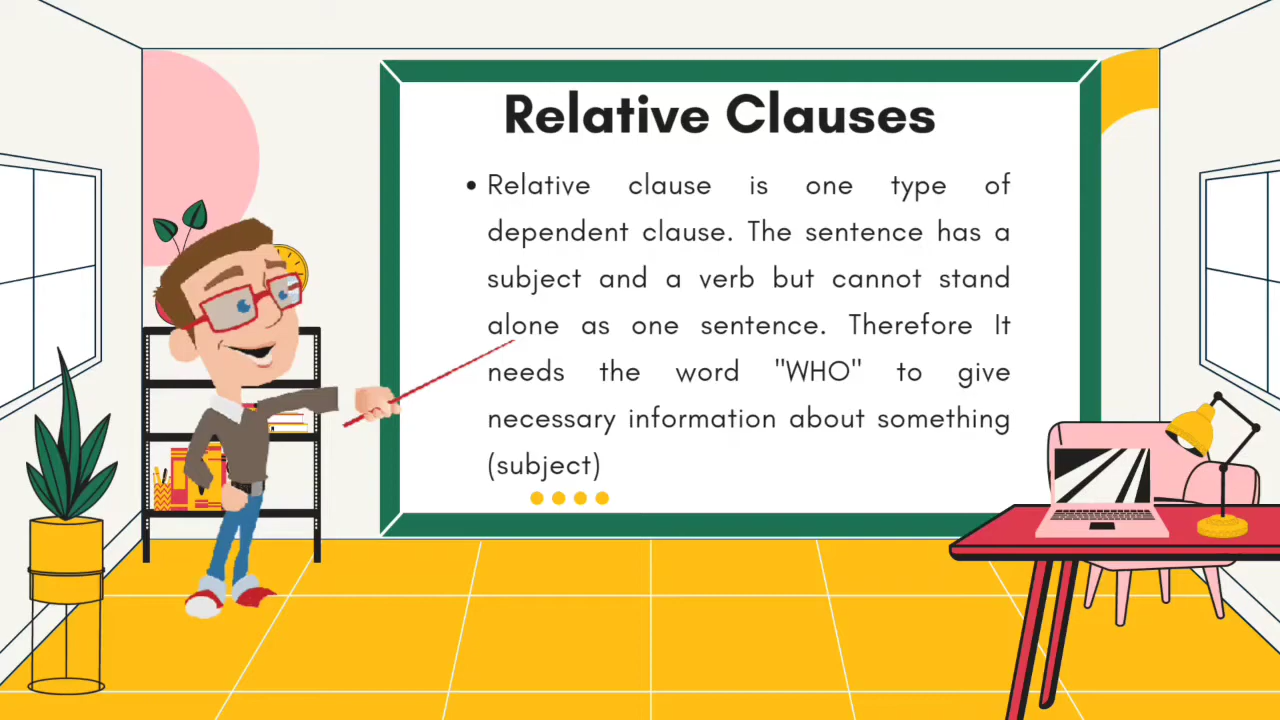 Relative Clauses
• Relative clause is one type of
dependent clause. The sentence has a
subject and a verb but cannot stand
alone as one sentence. Therefore It
needs the word "WHO" to give
necessary information about something
(subject)